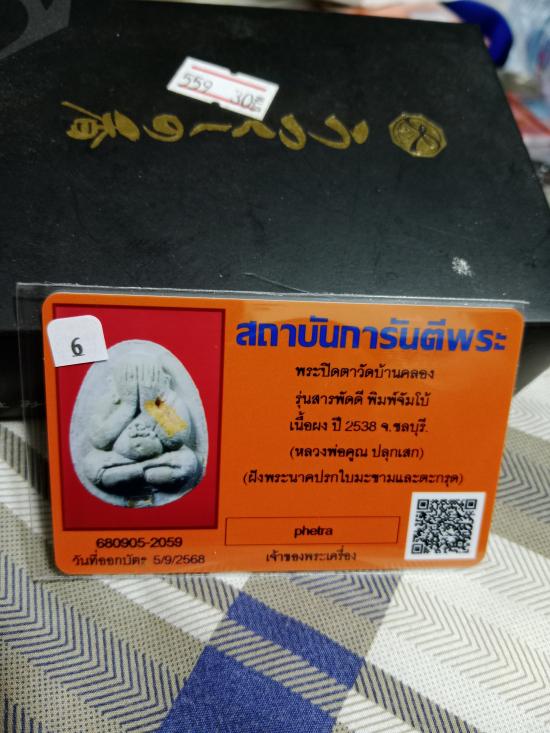 559 30
6
สถาบันการันตีพระ
พระปิดตาวัดบ้านคลอง
รุ่นสารพัดดี พิมพ์จัมโบ้
เนื้อผง ปี 2538 จ.ชลบุรี.
(หลวงพ่อคูณ ปลุกเสก)
(ฝังพระนาคปรกใบมะขามและตะกรุด)
phetra
เจ้าของพระเครื่อง
680905-2059
วันที่ออกบัตร 5/9/2568